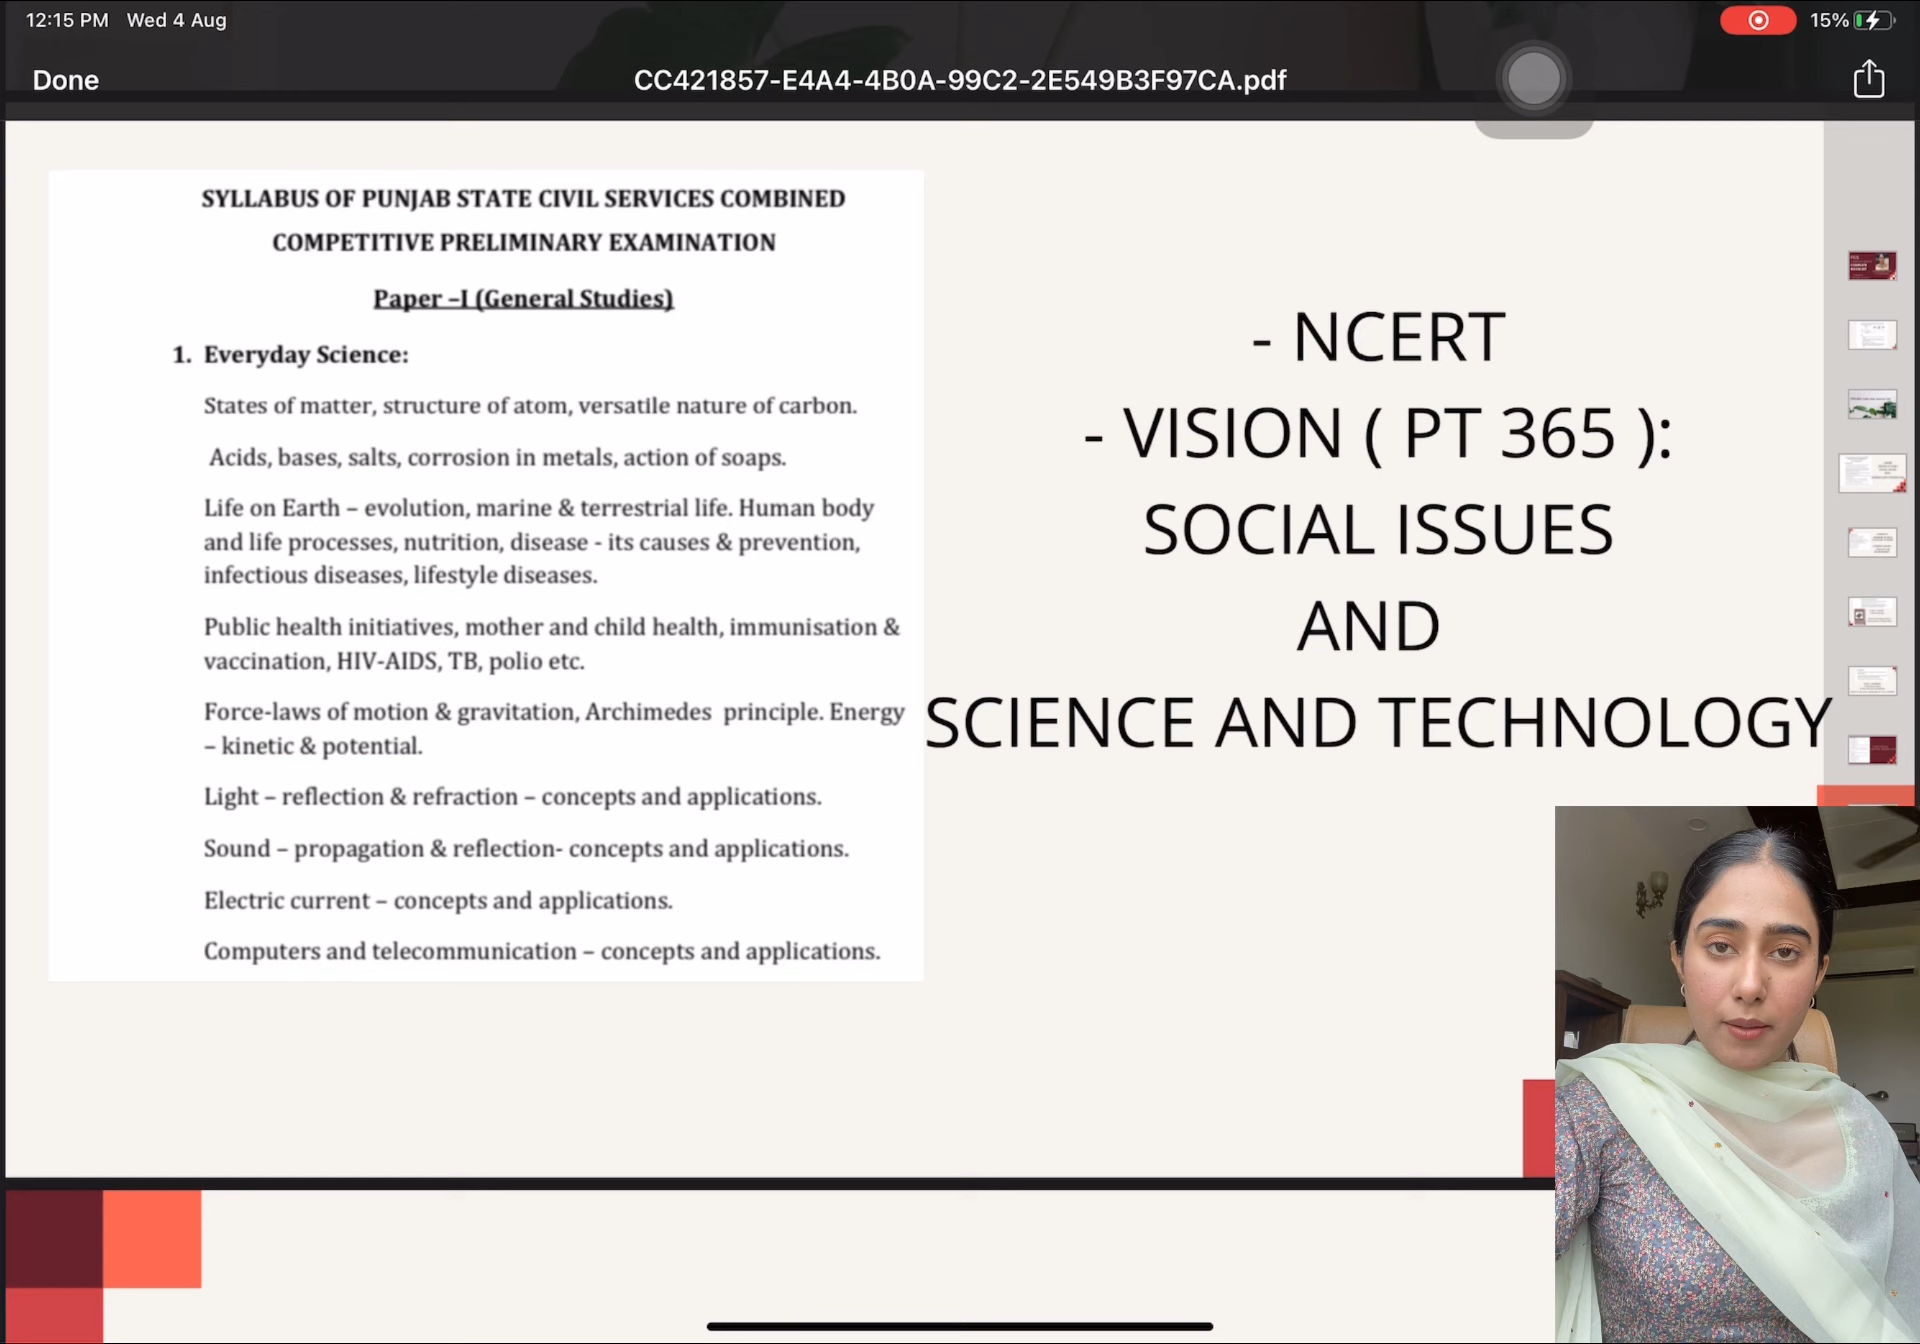 12:15 PM Wed 4 Aug
15%
Done
CC421857-E4A4-4B0A-99C2-2E549B3F97CA.pdf
SYLLABUS OF PUNJAB STATE CIVIL SERVICES COMBINED
COMPETITIVE PRELIMINARY EXAMINATION
Paper –I (General Studies)
1. Everyday Science:
States of matter, structure of atom, versatile nature of carbon.
Acids, bases, salts, corrosion in metals, action of soaps.
Life on Earth – evolution, marine & terrestrial life. Human body
and life processes, nutrition, disease - its causes & prevention,
infectious diseases, lifestyle diseases.
Public health initiatives, mother and child health, immunisation &
vaccination, HIV-AIDS, TB, polio etc.
Force-laws of motion & gravitation, Archimedes principle. Energy
– kinetic & potential.
Light – reflection & refraction – concepts and applications.
Sound – propagation & reflection- concepts and applications.
Electric current – concepts and applications.
Computers and telecommunication – concepts and applications.
- NCERT
- VISION ( PT 365 ):
SOCIAL ISSUES
AND
SCIENCE AND TECHNOLOGY